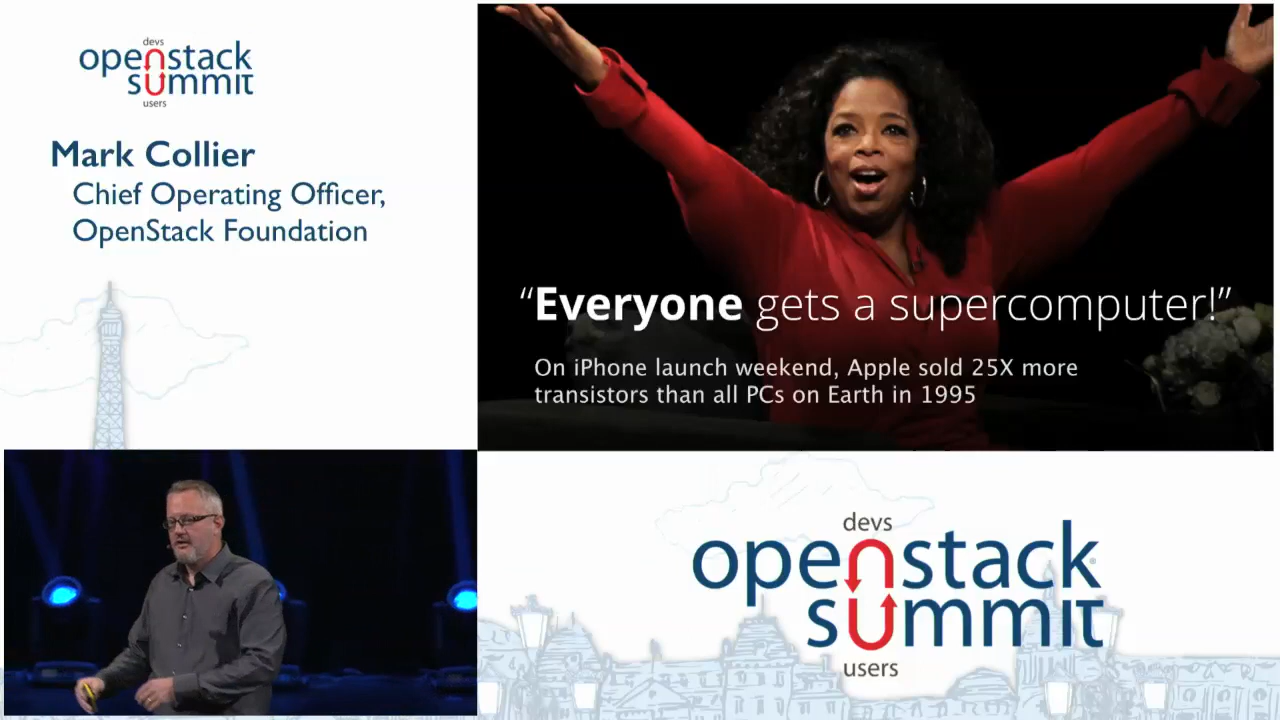 devs
openstack
summit
users
Mark Collier
Chief Operating Officer,
OpenStack Foundation
“Everyone gets a supercomputer!”
On iPhone launch weekend, Apple sold 25X more
transistors than all PCs on Earth in 1995
devs
openstack®
summit
users